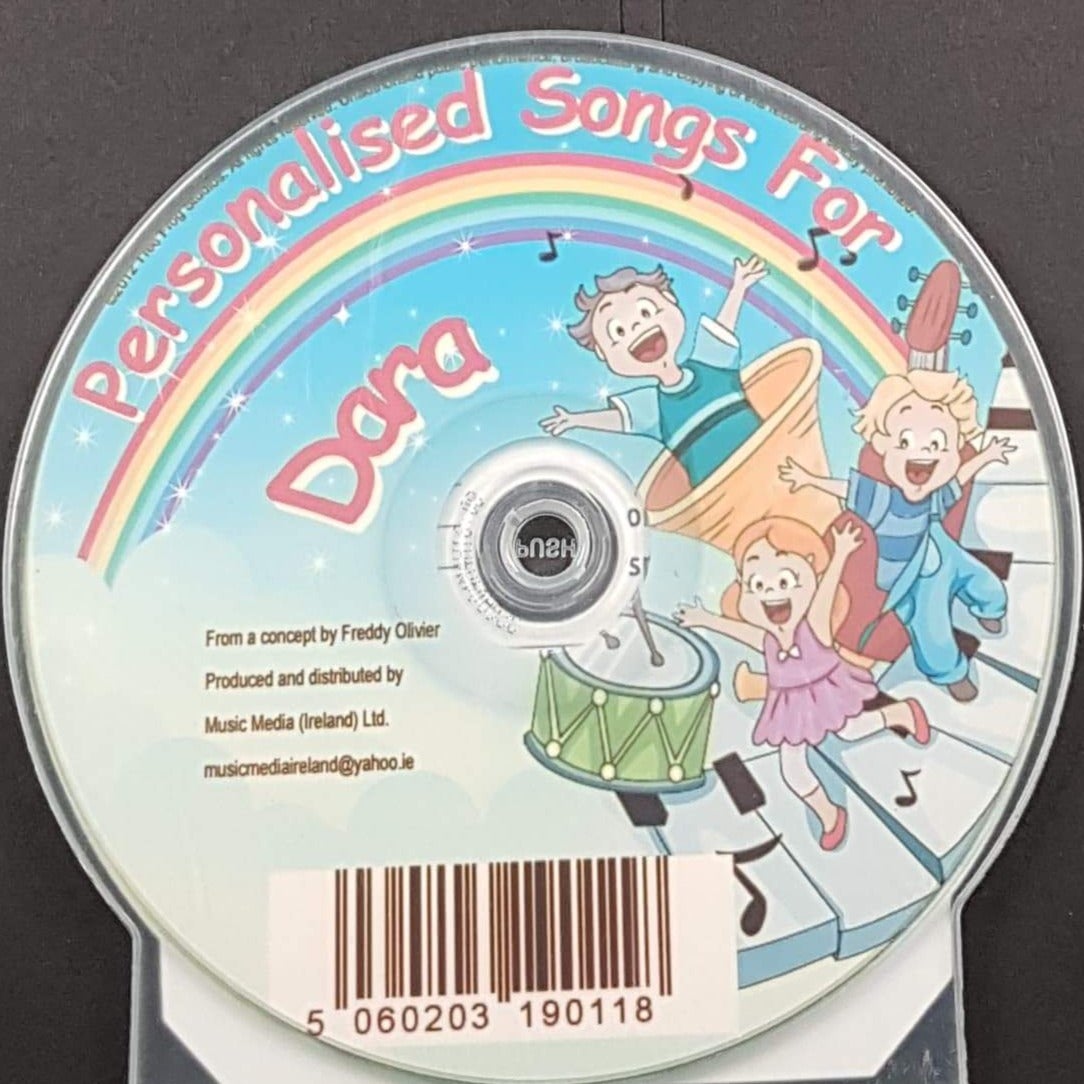 Personalised Songs For
Dara
PUSH
From a concept by Freddy Olivier
Produced and distributed by
Music Media (Ireland) Ltd.
musicmediaireland@yahoo.ie
5 060203 190118